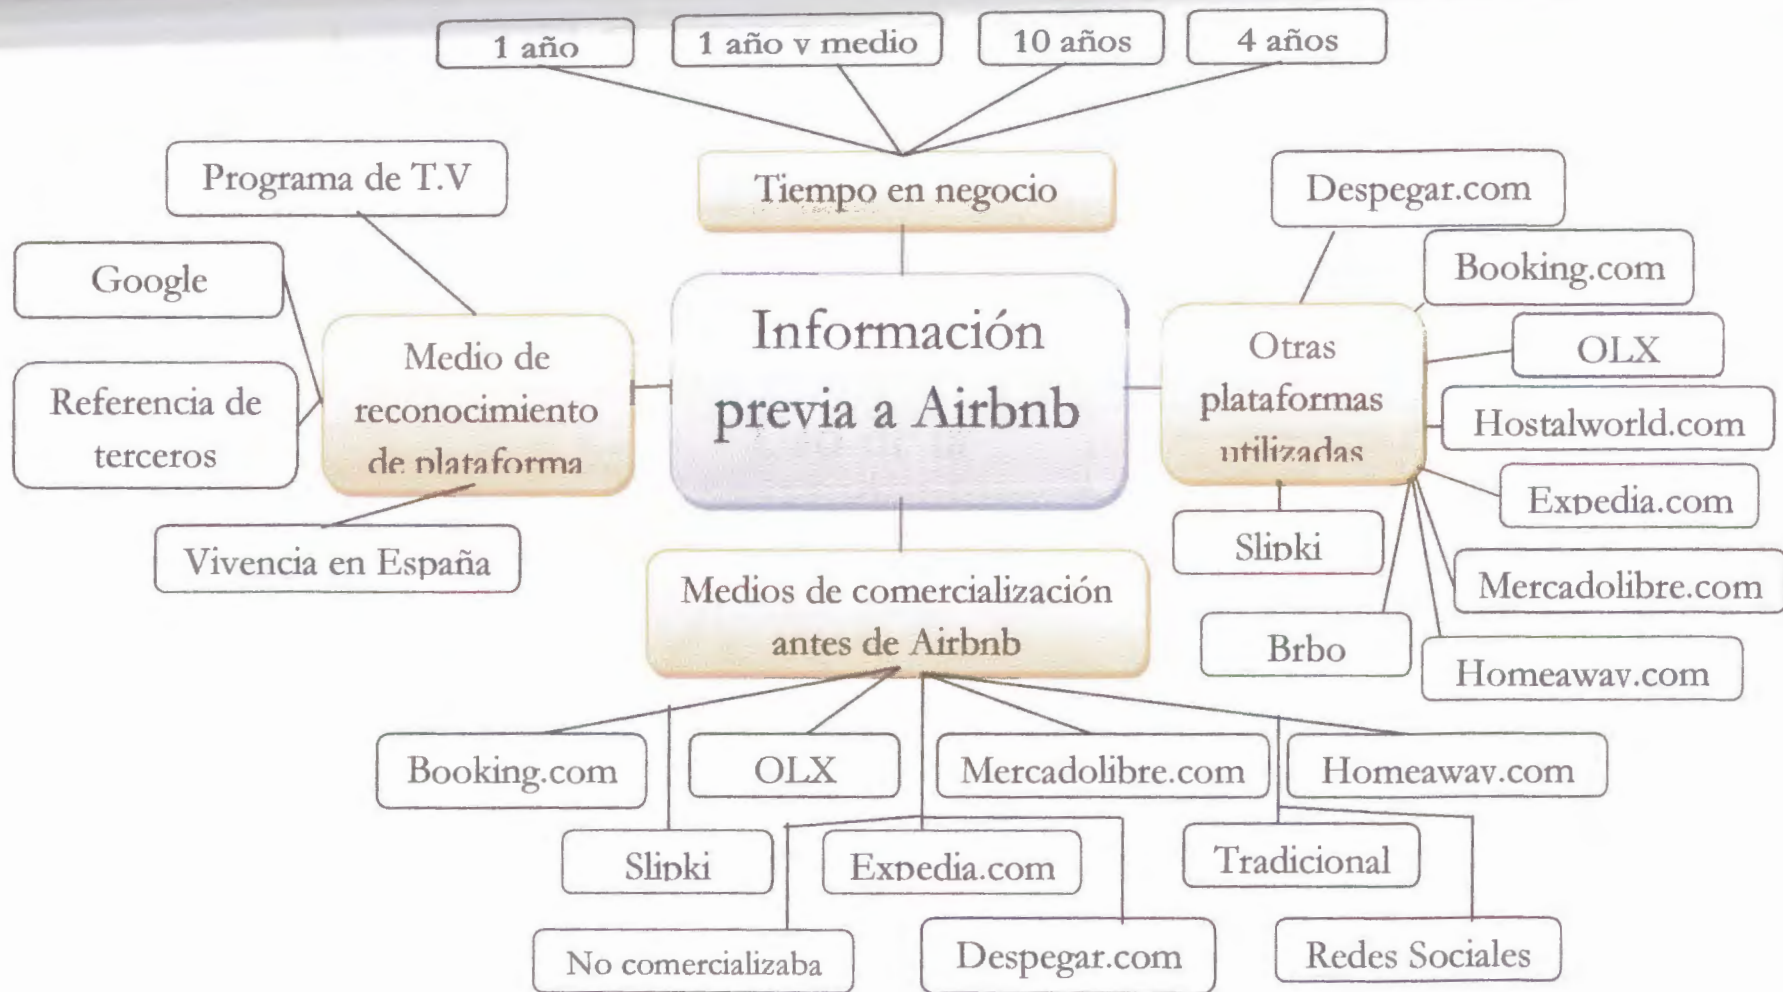 1 año
1 año y medio
10 años
4 años
Tiempo en negocio
Programa de T.V
Google
Referencia de
terceros
Vivencia en España
Medio de
reconocimiento
de plataforma
Información
previa a Airbnb
Otras
plataformas
utilizadas
Despegar.com
Booking.com
OLX
Hostalworld.com
Expedia.com
Mercadolibre.com
Homeaway.com
Brbo
Slipki
Medios de comercialización
antes de Airbnb
Booking.com
OLX
Mercadolibre.com
Homeaway.com
Slipki
Expedia.com
Tradicional
No comercializaba
Despegar.com
Redes Sociales